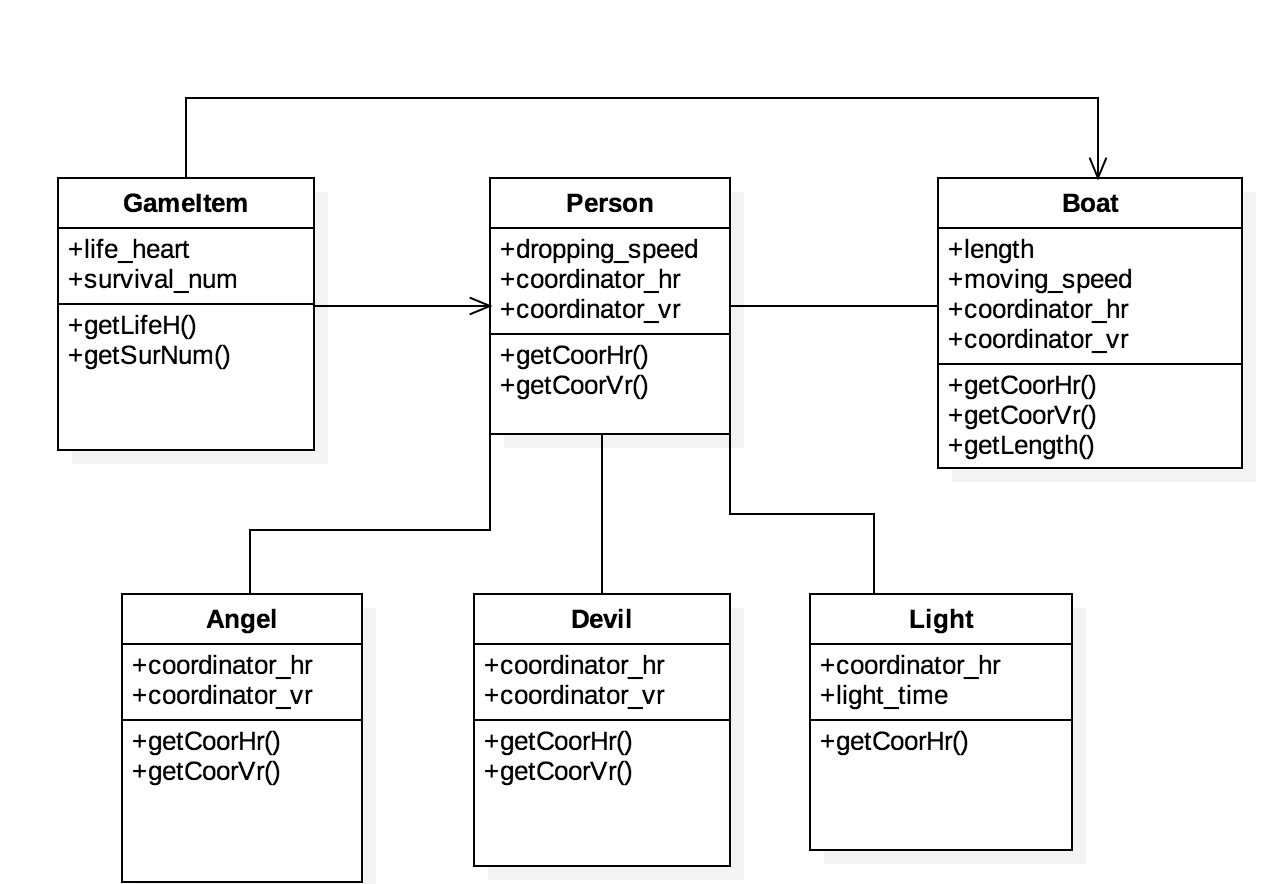 GameItem
+life_heart
+survival_num
+getLifeH()
+getSurNum()
Person
+dropping_speed
+coordinator_hr
+coordinator_vr
+getCoorHr()
+getCoorVr()
Boat
+length
+moving_speed
+coordinator_hr
+coordinator_vr
+getCoorHr()
+getCoorVr()
+getLength()
Angel
+coordinator_hr
+coordinator_vr
+getCoorHr()
+getCoorVr()
Devil
+coordinator_hr
+coordinator_vr
+getCoorHr()
+getCoorVr()
Light
+coordinator_hr
+light_time
+getCoorHr()